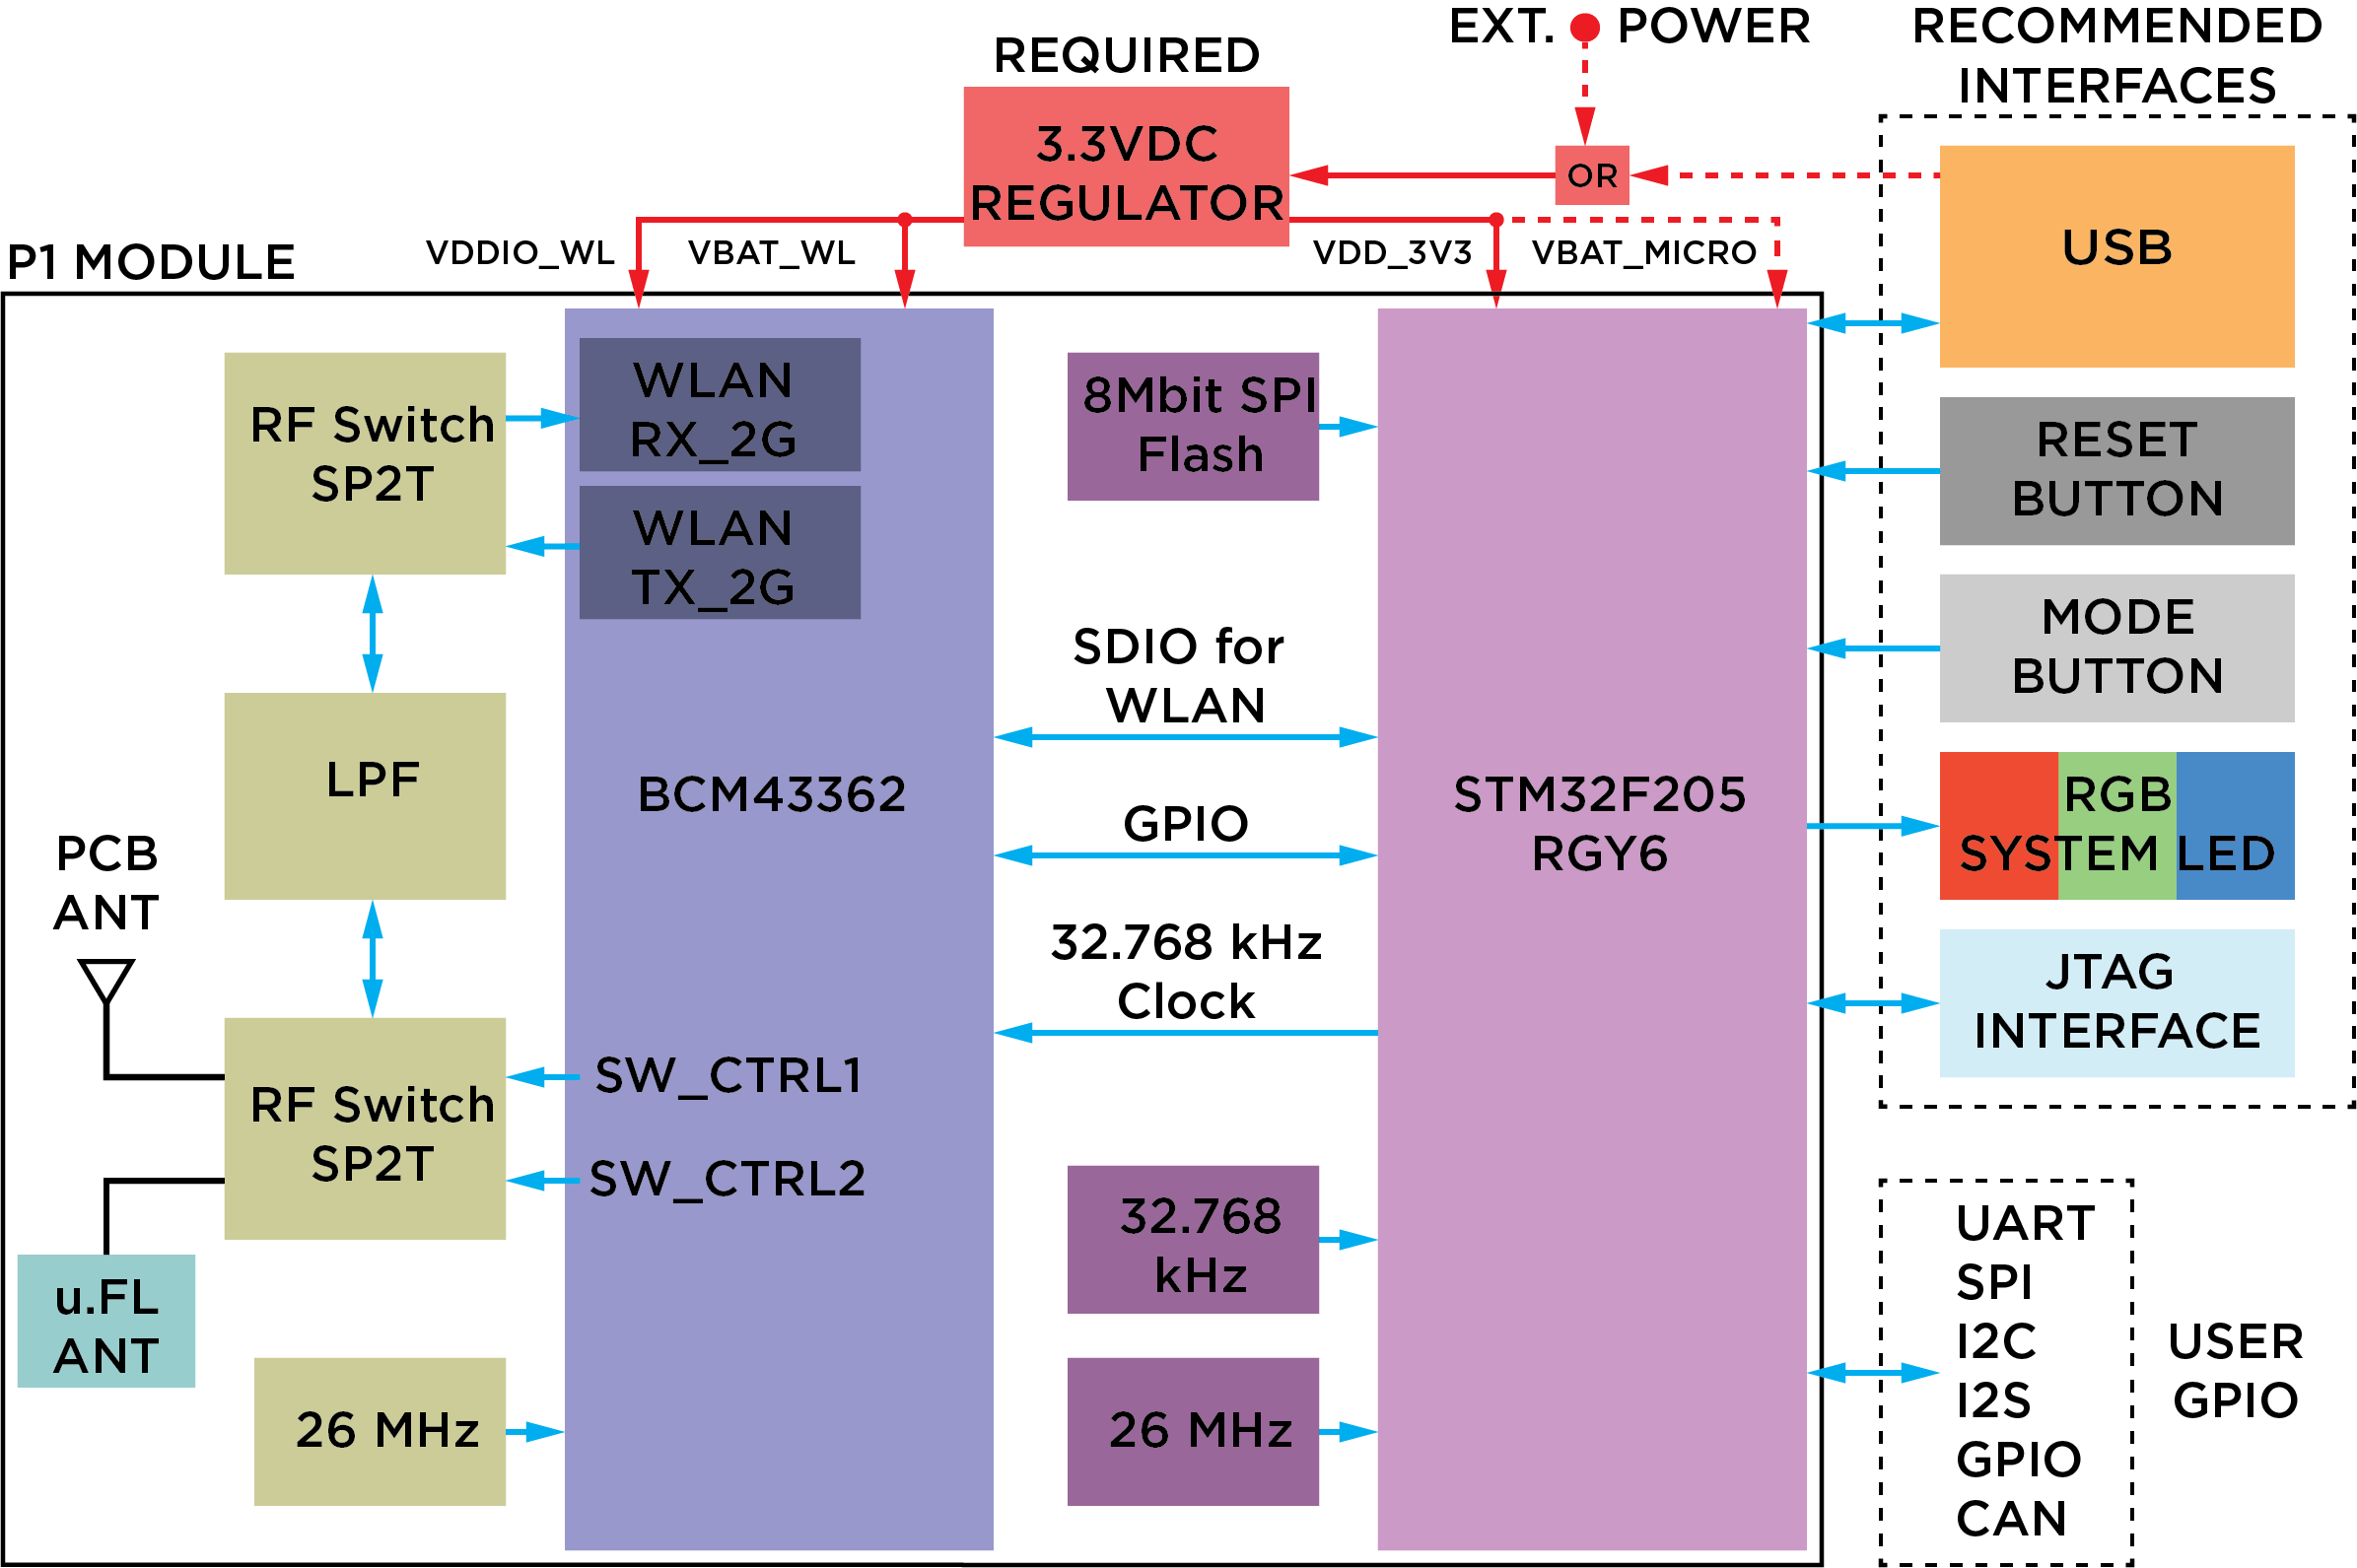 EXT. POWER
REQUIRED
3.3VDC
REGULATOR
OR
RECOMMENDED
INTERFACES
P1 MODULE
VDDIO_WL
VBAT_WL
VDD_3V3
VBAT_MICRO
RF Switch
SP2T
WLAN
RX_2G
WLAN
TX_2G
LPF
PCB
ANT
RF Switch
SP2T
u.FL
ANT
26 MHz
BCM43362
SW_CTRL1
SW_CTRL2
8Mbit SPI
Flash
SDIO for
WLAN
GPIO
32.768 kHz
Clock
32.768
kHz
26 MHz
STM32F205
RGY6
USB
RESET
BUTTON
MODE
BUTTON
RGB
SYSTEM LED
JTAG
INTERFACE
UART
SPI
I2C
I2S
GPIO
CAN
USER
GPIO